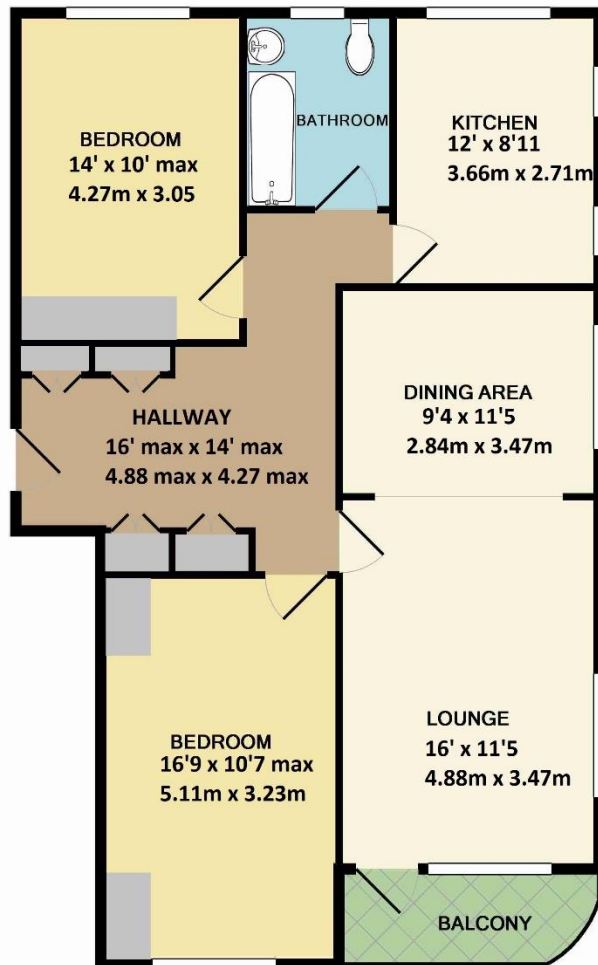 BEDROOM
14' x 10' max
4.27m x 3.05
BATHROOM
KITCHEN
12' x 8'11
3.66m x 2.71m
HALLWAY
16' max x 14' max
4.88 max x 4.27 max
DINING AREA
9'4 x 11'5
2.84m x 3.47m
BEDROOM
16'9 x 10'7 max
5.11m x 3.23m
LOUNGE
16' x 11'5
4.88m x 3.47m
BALCONY